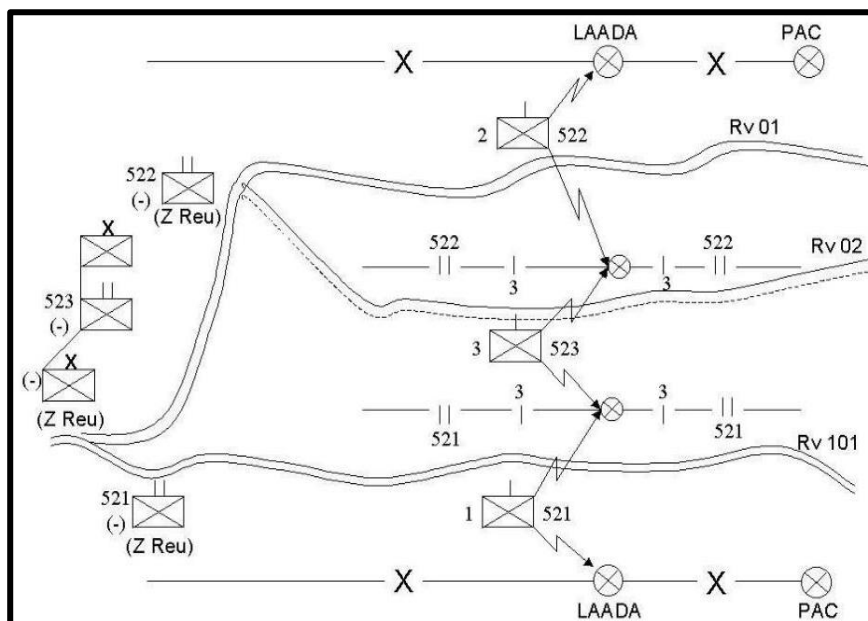 LAADA
PAC
X
X
2
522
Rv 01
522
(-)
(Z Reu)
X
522
522
Rv 02
3
3
523
(-)
3
523
X
(-)
(Z Reu)
3
3
521
521
Rv 101
521
(-)
(Z Reu)
1
521
X
X
LAADA
PAC